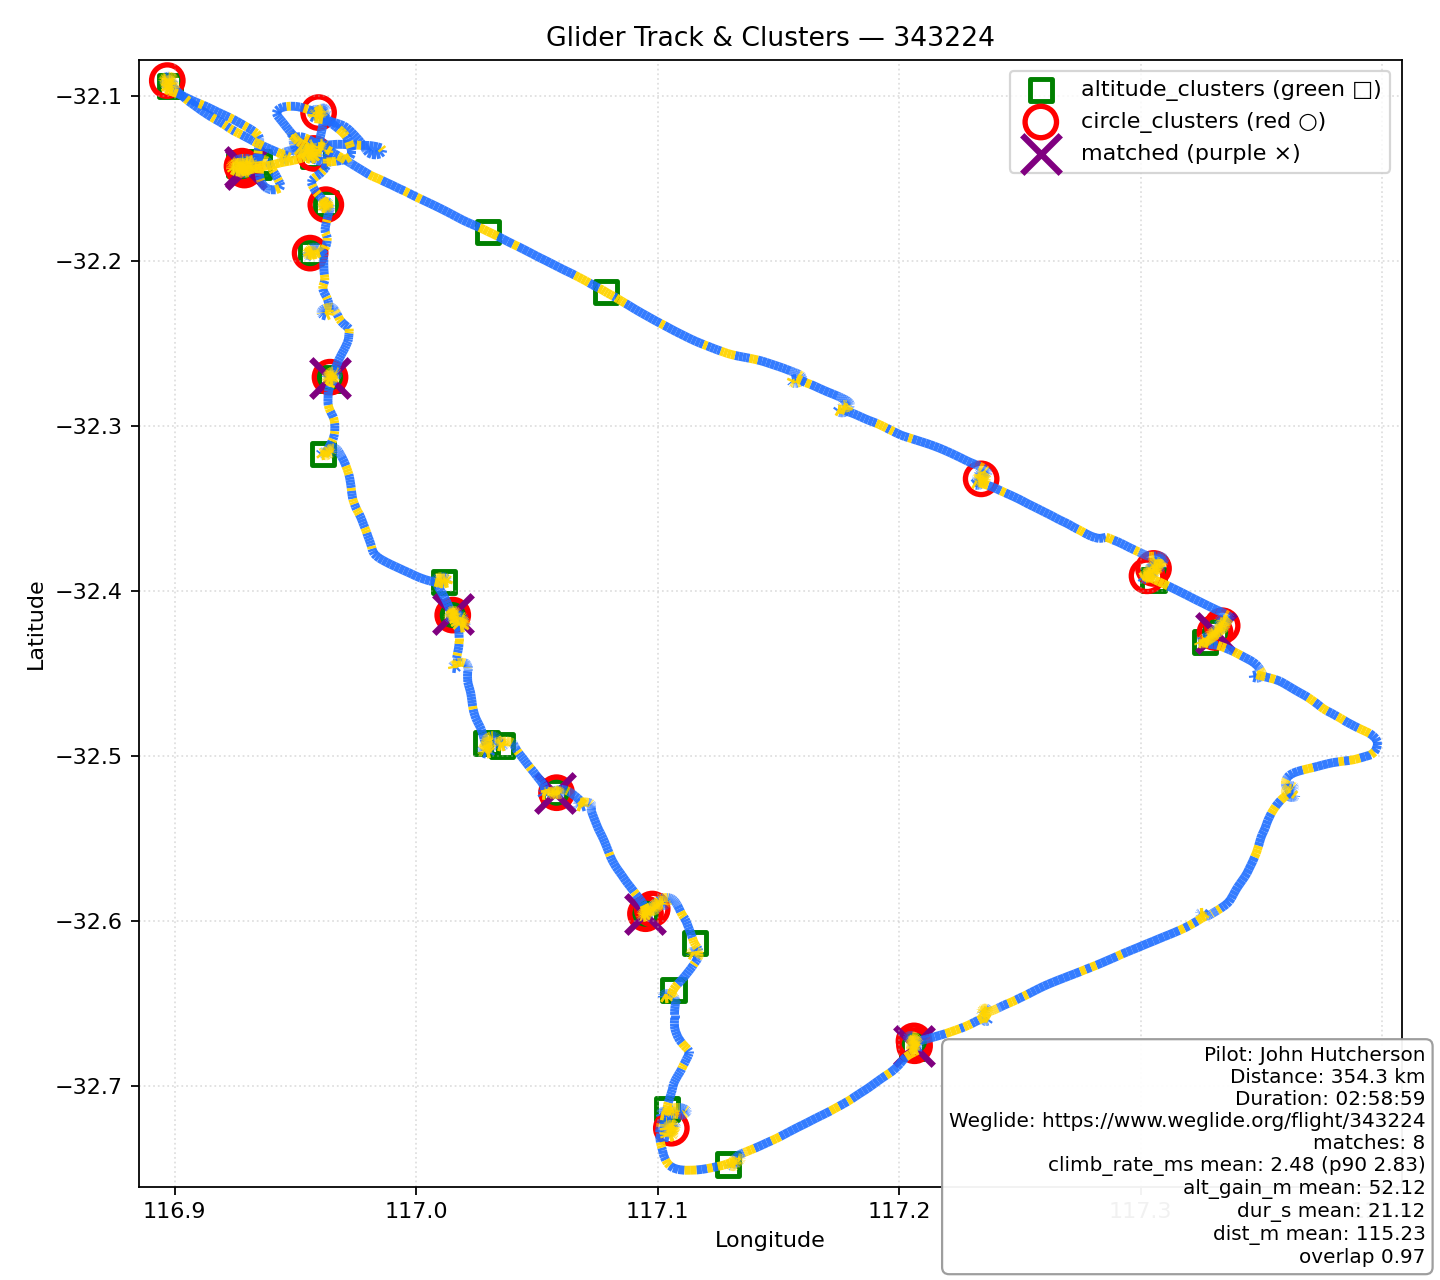 Glider Track & Clusters — 343224
altitude_clusters (green □)
circle_clusters (red ○)
matched (purple ×)
Latitude
−32.1
−32.2
−32.3
−32.4
−32.5
−32.6
−32.7
116.9
117.0
117.1
117.2
117.3
Longitude
Pilot: John Hutcherson
Distance: 354.3 km
Duration: 02:58:59
Weglide: https://www.weglide.org/flight/343224
matches: 8
climb_rate_ms mean: 2.48 (p90 2.83)
alt_gain_m mean: 52.12
dur_s mean: 21.12
dist_m mean: 115.23
overlap 0.97